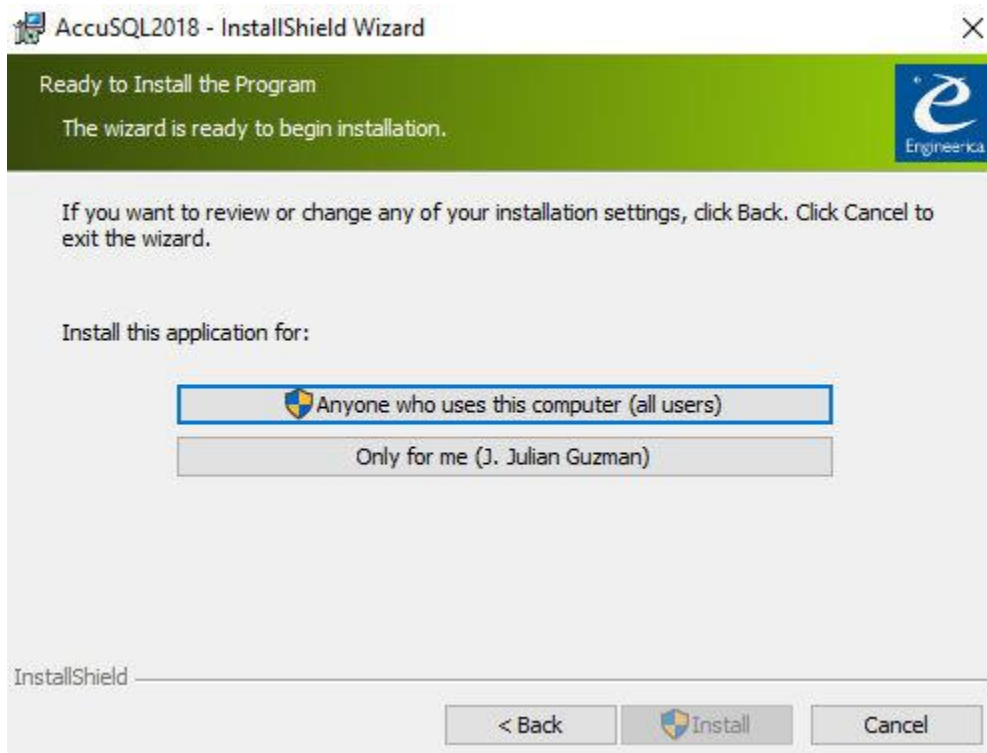 AccuSQL2018 - InstallShield Wizard
Ready to Install the Program
The wizard is ready to begin installation.
Engineerica
If you want to review or change any of your installation settings, click Back. Click Cancel to
exit the wizard.
Install this application for:
Anyone who uses this computer (all users)
Only for me (J. Julian Guzman)
InstallShield
< Back
Install
Cancel